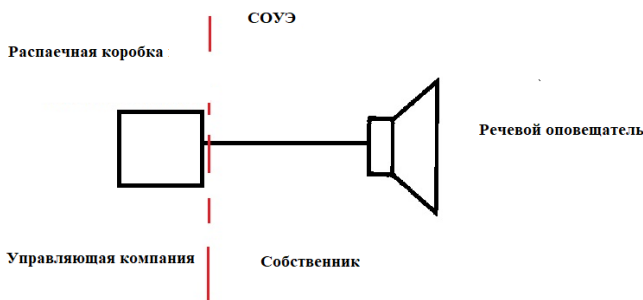 СОУЭ
Распаечная коробка
Речевой оповещатель
Управляющая компания
Собственник